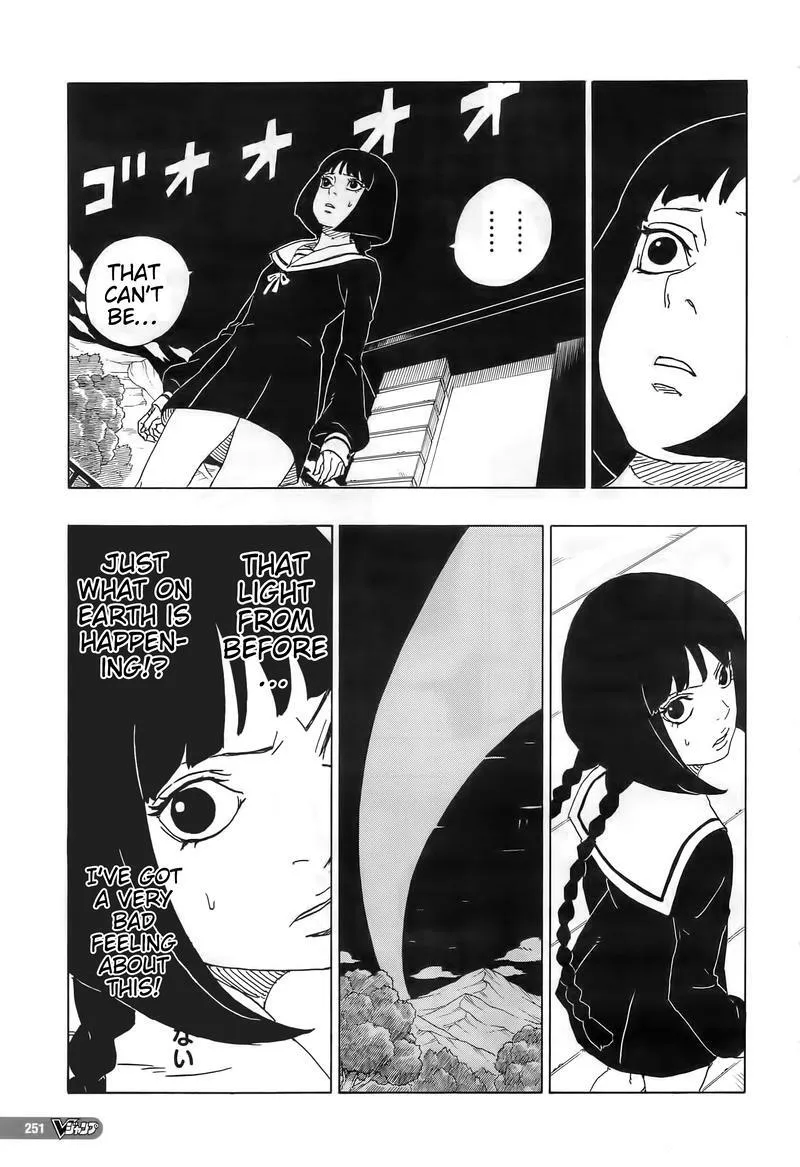 ……
THAT
CAN'T
BE...
ゴオオオオ
THAT
LIGHT
FROM
BEFORE
...
JUST
WHAT ON
EARTH IS
HAPPEN-
ING!?
I'VE GOT
A VERY
BAD
FEELING
ABOUT
THIS!
ない
251 Vジャンプ